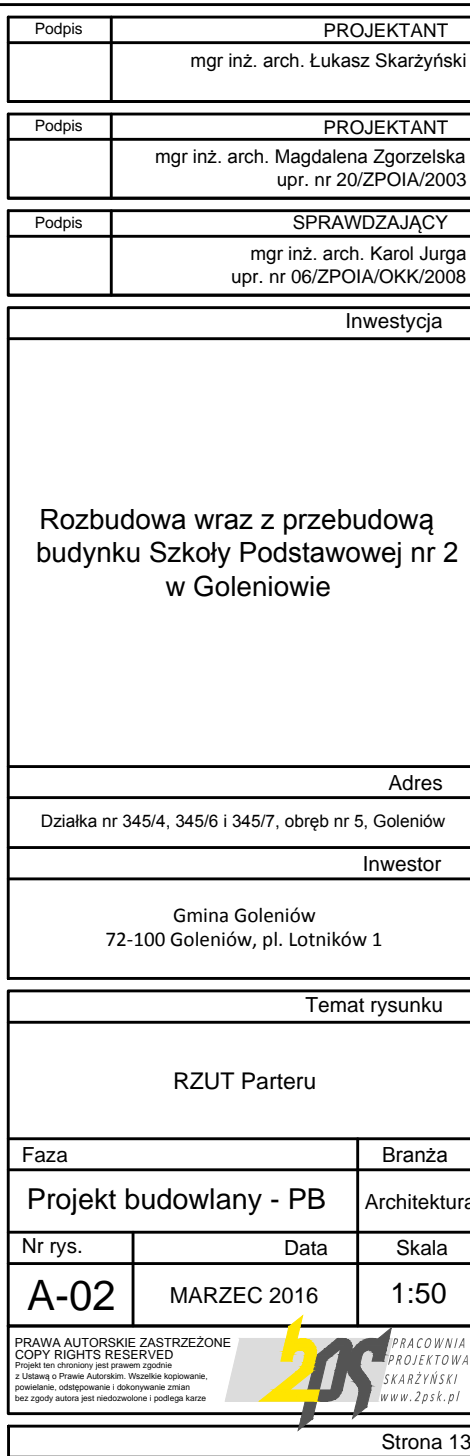 Podpis PROJEKTANT
mgr inż. arch. Łukasz Skarżyński
Podpis PROJEKTANT
mgr inż. arch. Magdalena Zgorzelska
upr. nr 20/ZPOIA/2003
Podpis SPRAWDZAJĄCY
mgr inż. arch. Karol Jurga
upr. nr 06/ZPOIA/OKK/2008
Inwestycja
Rozbudowa wraz z przebudową
budynku Szkoły Podstawowej nr 2
w Goleniowie
Adres
Działka nr 345/4, 345/6 i 345/7, obręb nr 5, Goleniów
Inwestor
Gmina Goleniów
72-100 Goleniów, pl. Lotników 1
Temat rysunku
RZUT Parteru
Faza Branża
Projekt budowlany - PB Architektura
Nr rys. Data Skala
A-02 MARZEC 2016 1:50
PRAWA AUTORSKIE ZASTRZEŻONE
COPY RIGHTS RESERVED
Projekt ten chroniony jest prawem zgodnie
z Ustawą o Prawie Autorskim. Wszelkie kopiowanie,
powielanie, odstępowanie i dokonywanie zmian
bez zgody autora jest niedozwolone i podlega karze
2ps
PRACOWNIA
PROJEKTOWA
SKARŻYŃSKI
www.2psk.pl
Strona 13